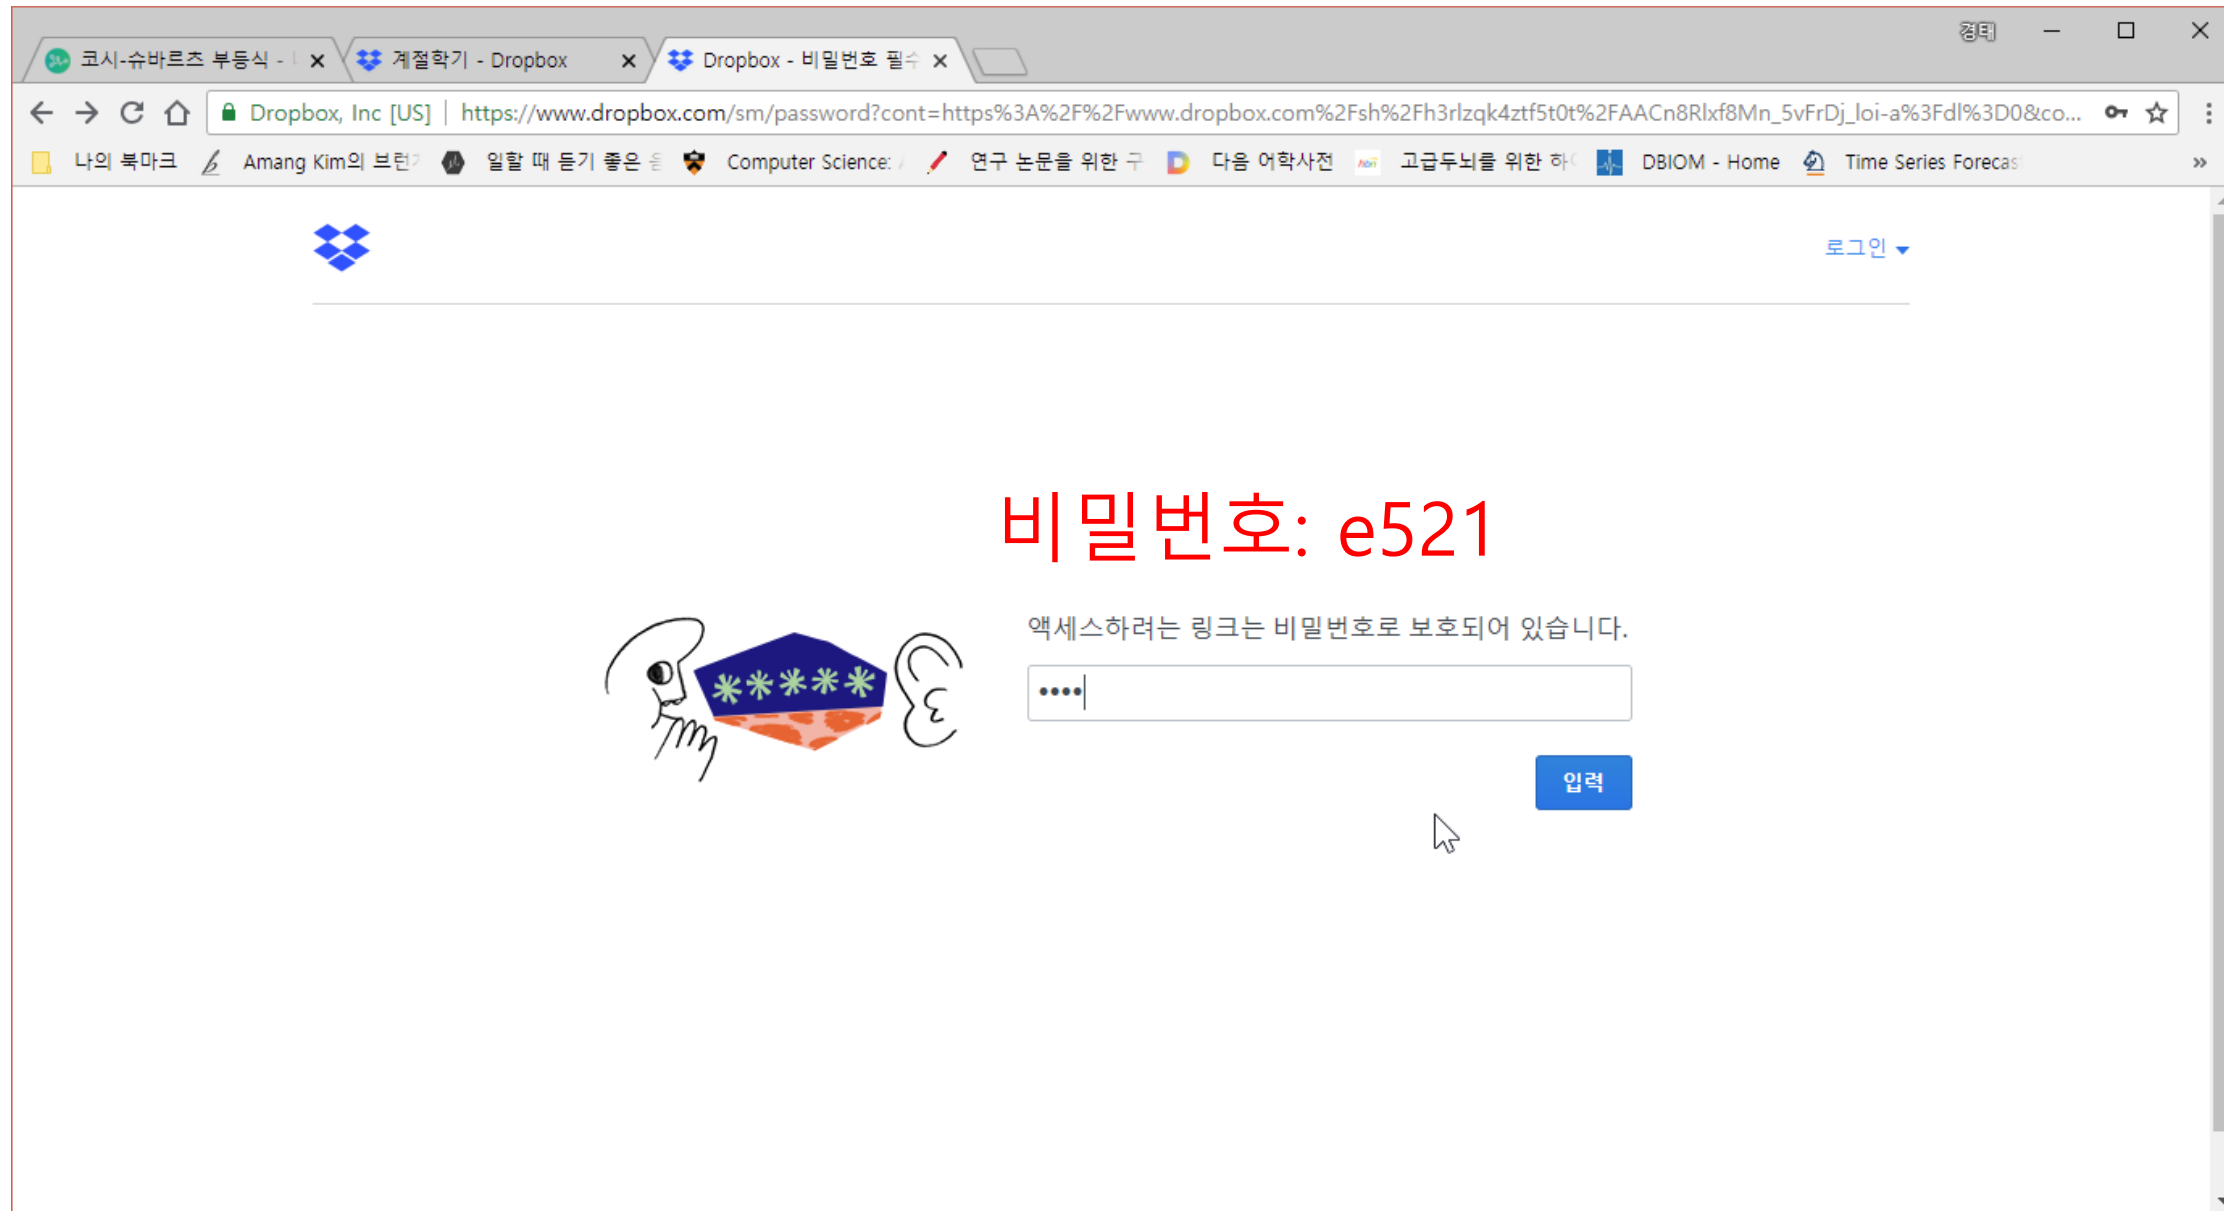 경태
코시-슈바르츠 부등식 -
계절학기 - Dropbox
Dropbox - 비밀번호 필수
Dropbox, Inc [US] | https://www.dropbox.com/sm/password?cont=https%3A%2F%2Fwww.dropbox.com%2Fsh%2Fh3rlzqk4ztf5t0t%2FAACn8Rlxf8Mn_5vFrDj_loi-a%3Fdl%3D0&co...
나의 북마크 Amang Kim의 브런 일할 때 듣기 좋은 Computer Science: 연구 논문을 위한 구 다음 어학사전 hbri 고급두뇌를 위한 하 DBIOM - Home Time Series Forecas »
로그인
비밀번호: e521
액세스하려는 링크는 비밀번호로 보호되어 있습니다.
*****
••••
입력